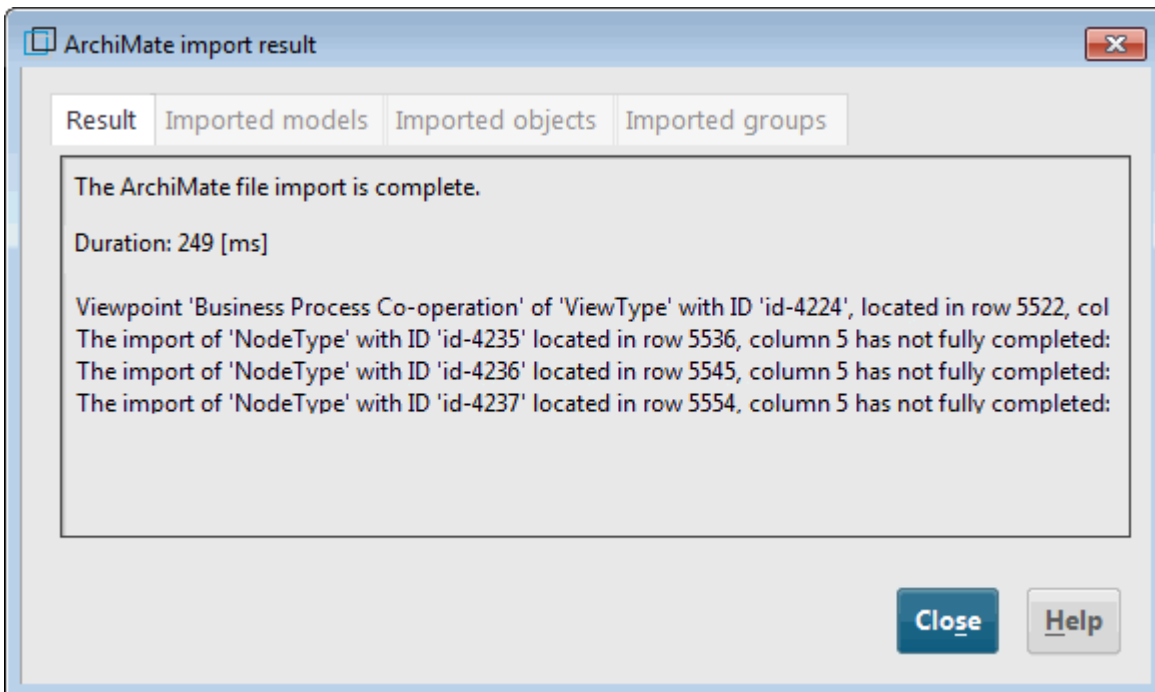 ArchiMate import result
Result Imported models Imported objects Imported groups
The ArchiMate file import is complete.
Duration: 249 [ms]
Viewpoint 'Business Process Co-operation' of 'ViewType' with ID 'id-4224', located in row 5522, col
The import of 'NodeType' with ID 'id-4235' located in row 5536, column 5 has not fully completed:
The import of 'NodeType' with ID 'id-4236' located in row 5545, column 5 has not fully completed:
The import of 'NodeType' with ID 'id-4237' located in row 5554, column 5 has not fully completed:
Close Help